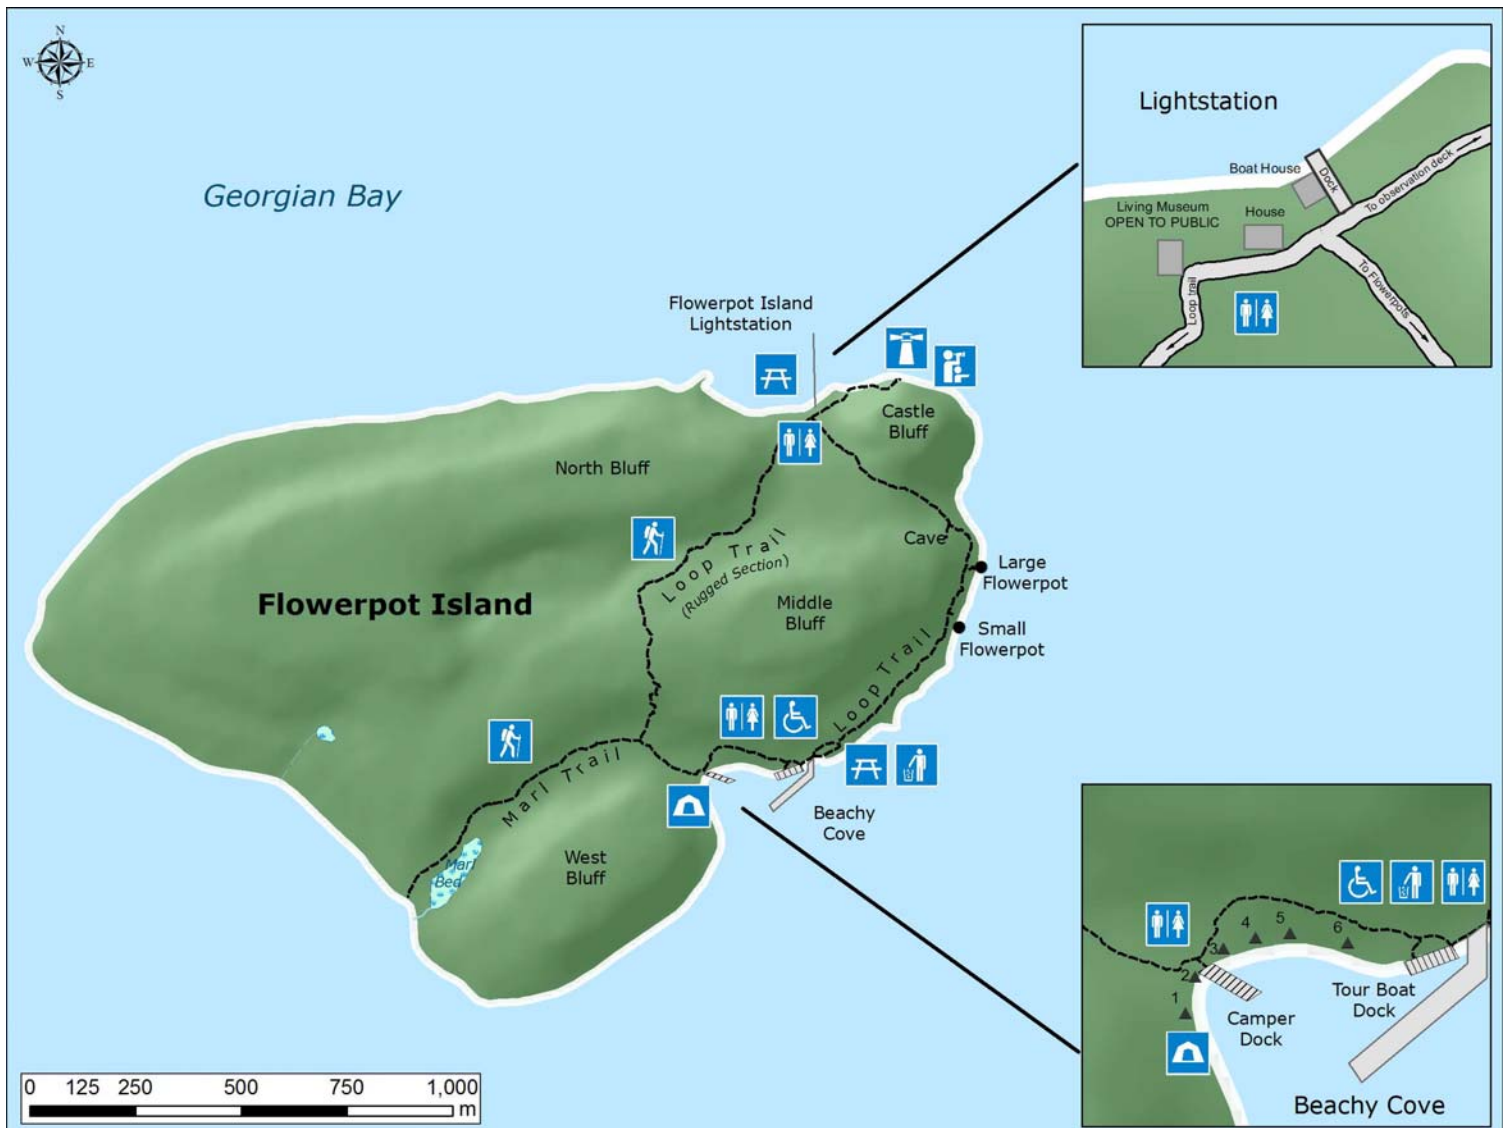 N
W E
S
Georgian Bay
Flowerpot Island
Lightstation
North Bluff
Castle
Bluff
Cave
Large
Flowerpot
Small
Flowerpot
Loop Trail
(Rugged Section)
Middle
Bluff
Flowerpot Island
Loop Trail
Marl Trail
Marl
Bed
West
Bluff
Beachy
Cove
0 125 250 500 750 1,000
m
Lightstation
Boat House
Dock
To observation deck
Living Museum
OPEN TO PUBLIC
House
Loop trail
To Flowerpots
1
2
3
4
5
6
Tour Boat
Dock
Camper
Dock
Beachy Cove